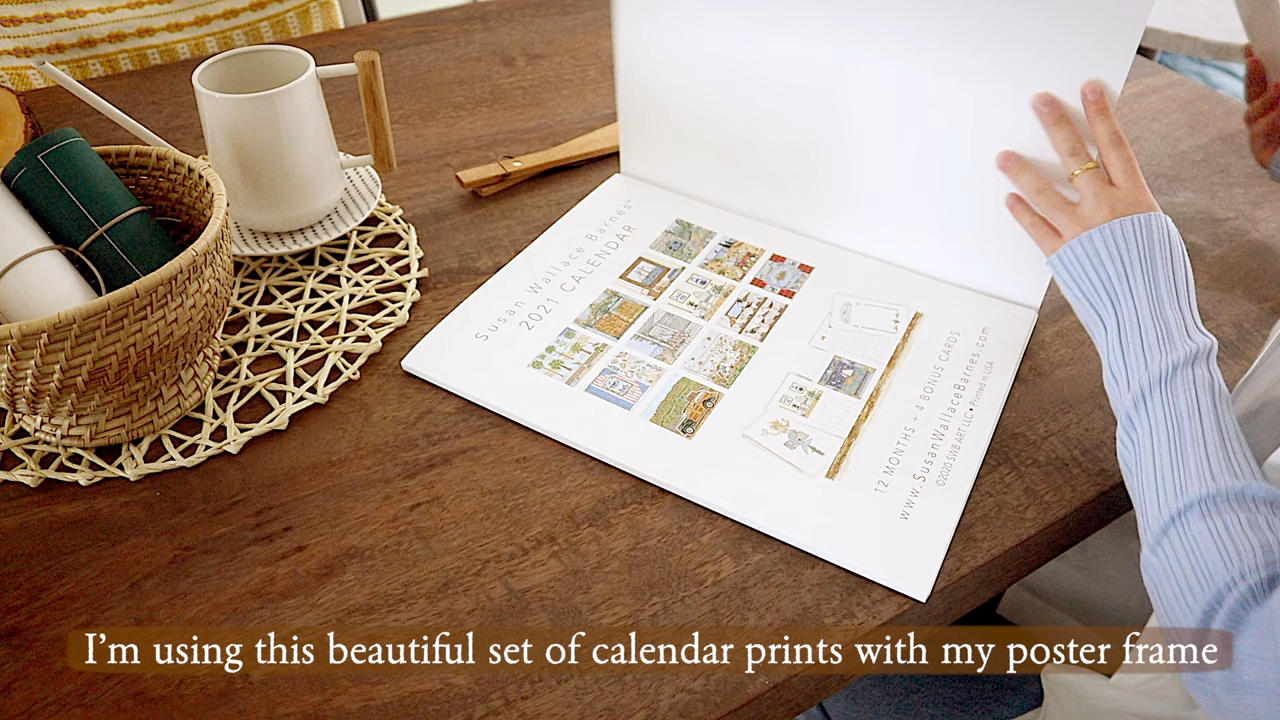 Susan Wallace Barnes™
2021 CALENDAR
12 MONTHS + 4 BONUS CARDS
www.SusanWallaceBarnes.com
©2020 SWB ART LLC • Printed in USA
I'm using this beautiful set of calendar prints with my poster frame